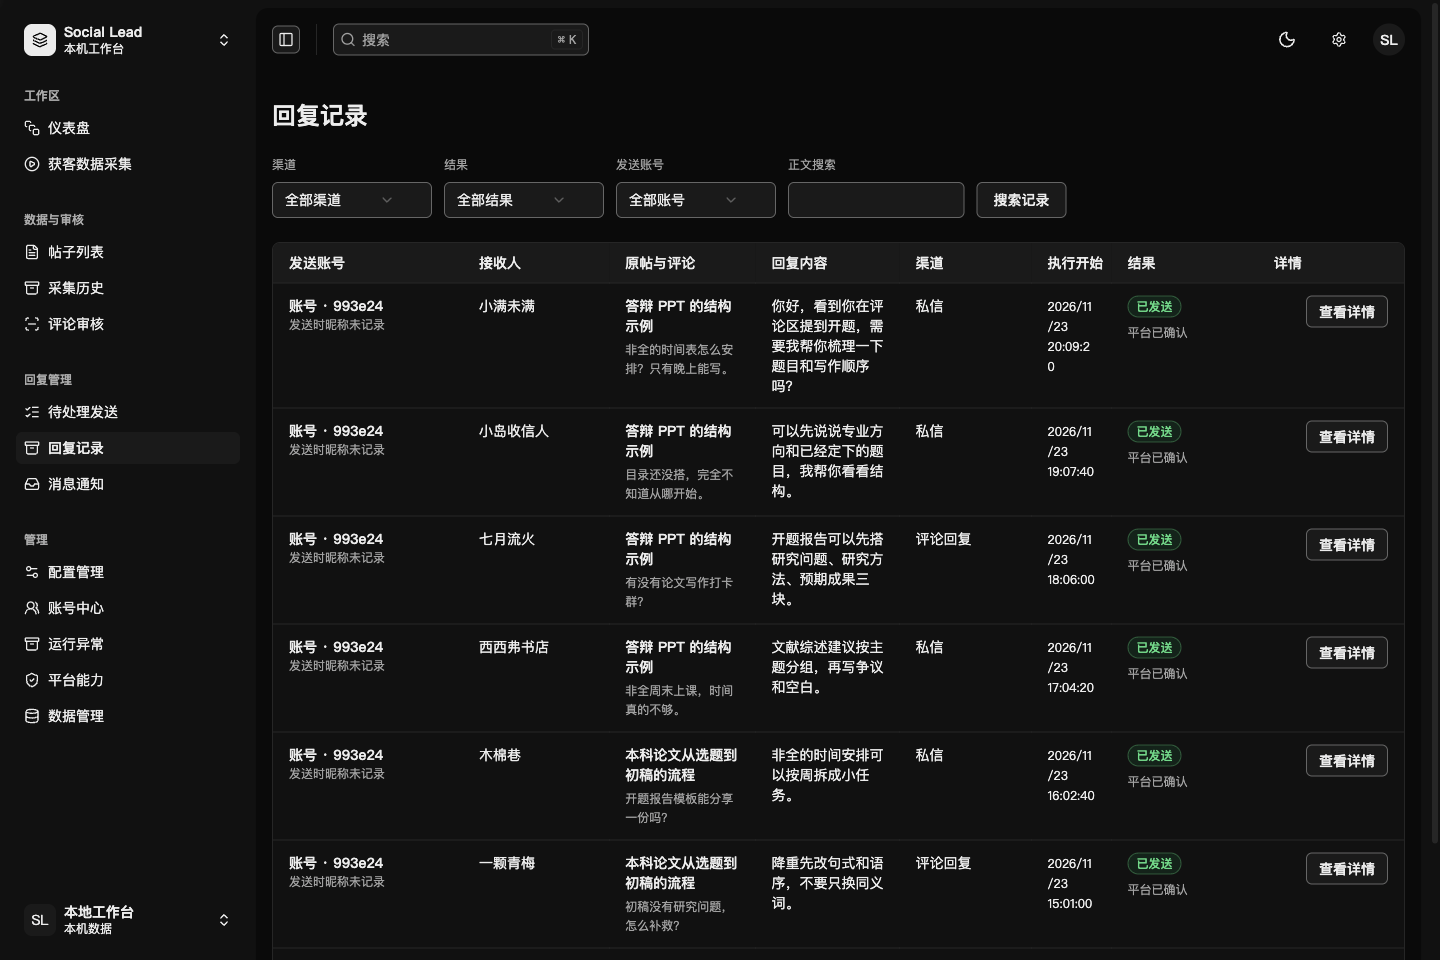 Social Lead
本机工作台
工作区
仪表盘
获客数据采集
数据与审核
帖子列表
采集历史
评论审核
回复管理
待处理发送
回复记录
消息通知
管理
配置管理
账号中心
运行异常
平台能力
数据管理
SL
本地工作台
本机数据
搜索
⌘ K
SL
回复记录
渠道
结果
发送账号
正文搜索
全部渠道
全部结果
全部账号
搜索记录
发送账号
接收人
原帖与评论
回复内容
渠道
执行开始
结果
详情
账号 · 993e24
发送时昵称未记录
小满未满
答辩 PPT 的结构
示例
非全的时间表怎么安
排？只有晚上能写。
你好，看到你在评
论区提到开题，需
要我帮你梳理一下
题目和写作顺序
吗？
私信
2026/11
/23
20:09:2
0
已发送
平台已确认
查看详情
账号 · 993e24
发送时昵称未记录
小岛收信人
答辩 PPT 的结构
示例
目录还没搭，完全不
知道从哪开始。
可以先说说专业方
向和已经定下的题
目，我帮你看看结
构。
私信
2026/11
/23
19:07:40
已发送
平台已确认
查看详情
账号 · 993e24
发送时昵称未记录
七月流火
答辩 PPT 的结构
示例
有没有论文写作打卡
群？
开题报告可以先搭
研究问题、研究方
法、预期成果三
块。
评论回复
2026/11
/23
18:06:00
已发送
平台已确认
查看详情
账号 · 993e24
发送时昵称未记录
西西弗书店
答辩 PPT 的结构
示例
非全周末上课，时间
真的不够。
文献综述建议按主
题分组，再写争议
和空白。
私信
2026/11
/23
17:04:20
已发送
平台已确认
查看详情
账号 · 993e24
发送时昵称未记录
木棉巷
本科论文从选题到
初稿的流程
开题报告模板能分享
一份吗？
非全的时间安排可
以按周拆成小任
务。
私信
2026/11
/23
16:02:40
已发送
平台已确认
查看详情
账号 · 993e24
发送时昵称未记录
一颗青梅
本科论文从选题到
初稿的流程
初稿没有研究问题，
怎么补救？
降重先改句式和语
序，不要只换同义
词。
评论回复
2026/11
/23
15:01:00
已发送
平台已确认
查看详情